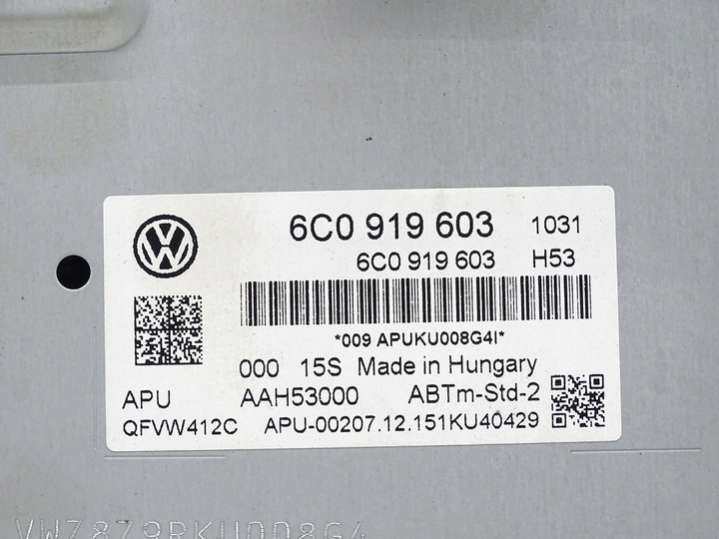 6C0 919 603 1031
6C0 919 603 H53
*009 APUKU008G4I*
000 15S Made in Hungary
APU AAH53000 ABTm-Std-2
QFVW412C APU-00207.12.151KU40429
VWZ8Z9RKU008G4